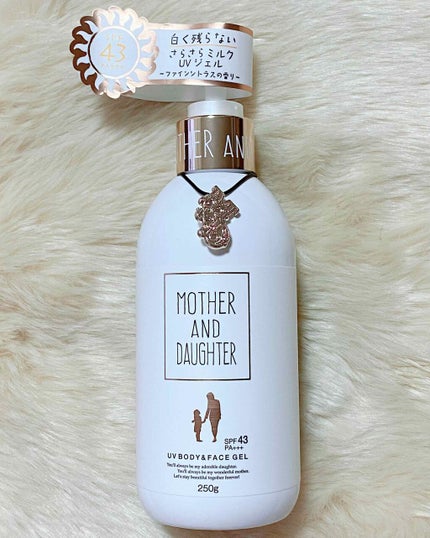 SPF
43
PA+++
白く残らない
さらさらミルク
UVジェル
~ファインシトラスの香り~
THER AN
MOTHER
AND
DAUGHTER
SPF 43
PA+++
UV BODY & FACE GEL
You'll always be my adorable daughter.
You'll always be my wonderful mother.
Let's stay beautiful together forever!
250g